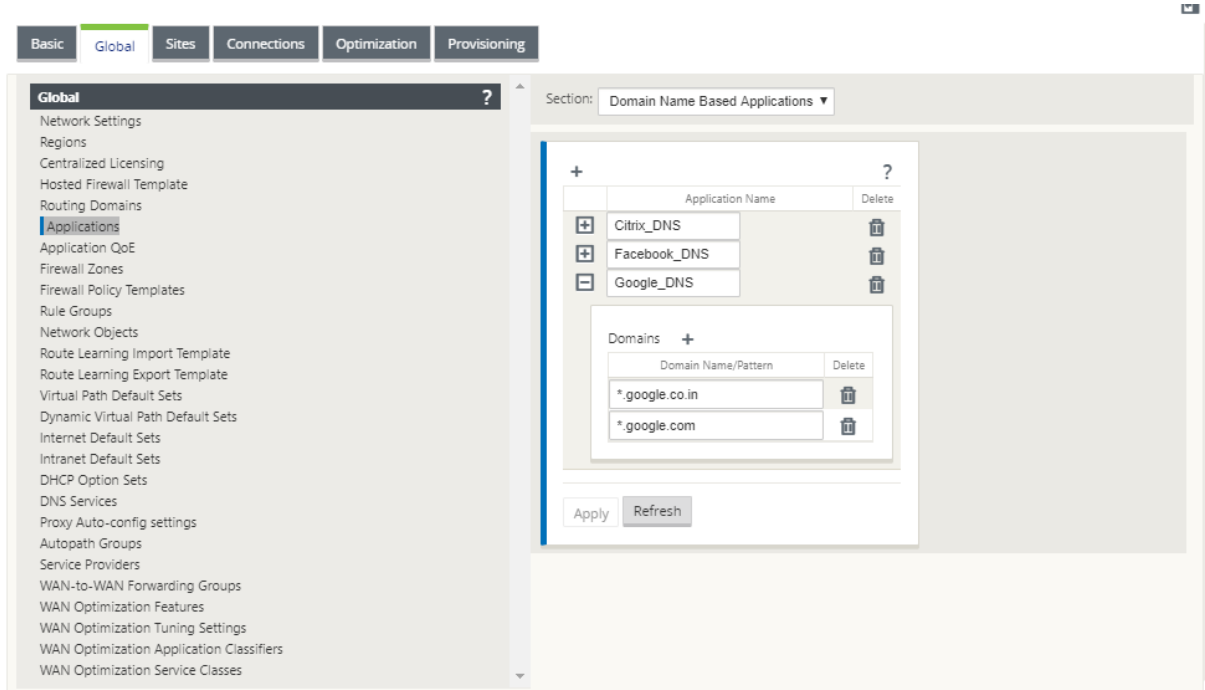 Basic Global Sites Connections Optimization Provisioning
Global ?
Network Settings
Regions
Centralized Licensing
Hosted Firewall Template
Routing Domains
Applications
Application QoE
Firewall Zones
Firewall Policy Templates
Rule Groups
Network Objects
Route Learning Import Template
Route Learning Export Template
Virtual Path Default Sets
Dynamic Virtual Path Default Sets
Internet Default Sets
Intranet Default Sets
DHCP Option Sets
DNS Services
Proxy Auto-config settings
Autopath Groups
Service Providers
WAN-to-WAN Forwarding Groups
WAN Optimization Features
WAN Optimization Tuning Settings
WAN Optimization Application Classifiers
WAN Optimization Service Classes
Section: Domain Name Based Applications ▼
+ ?
Application Name Delete
+ Citrix_DNS
+ Facebook_DNS
- Google_DNS
Domains +
Domain Name/Pattern Delete
*.google.co.in
*.google.com
Apply Refresh